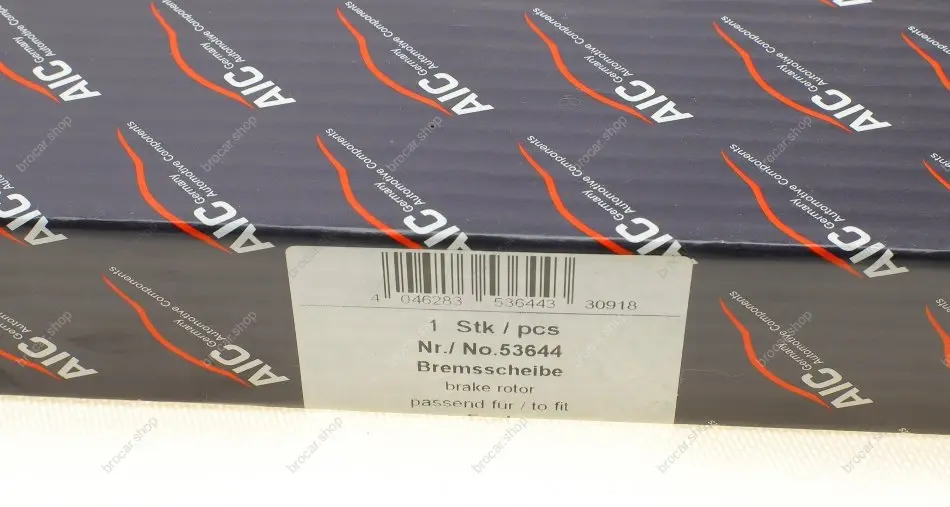 AIC German Automotive Components
4 046283 536443 30918
1 Stk / pcs
Nr./ No.53644
Bremsscheibe
brake rotor
passend für / to fit
brocar.shop